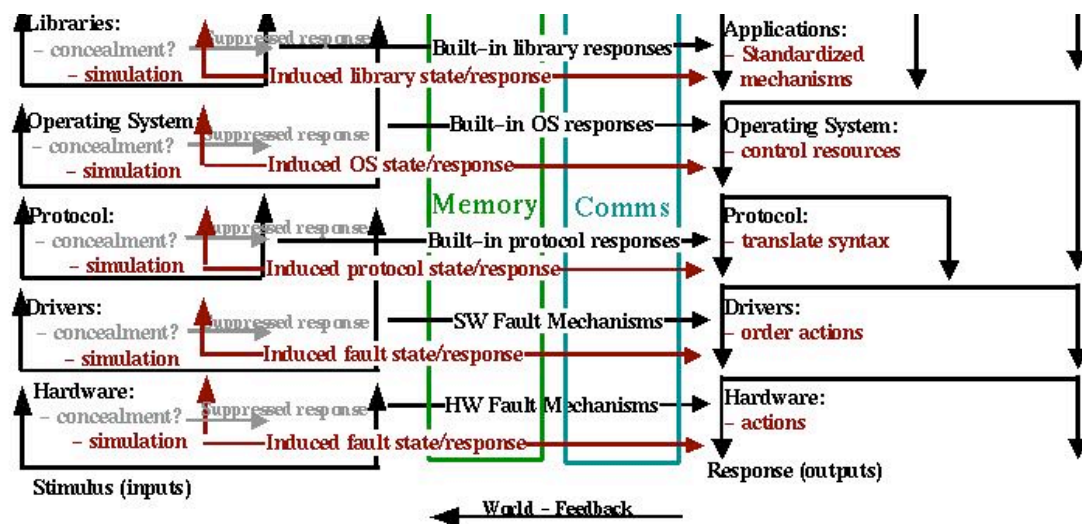 Libraries:
– concealment?
Suppressed response
– simulation
Built–in library responses
Induced library state/response
Applications:
– Standardized
mechanisms
Operating System
– concealment?
Suppressed response
– simulation
Built–in OS responses
Induced OS state/response
Operating System:
– control resources
Memory
Comms
Protocol:
– concealment?
Suppressed response
– simulation
Built–in protocol responses
Induced protocol state/response
Protocol:
– translate syntax
Drivers:
– concealment?
Suppressed response
– simulation
SW Fault Mechanisms
Induced fault state/response
Drivers:
– order actions
Hardware:
– concealment?
Suppressed response
– simulation
HW Fault Mechanisms
Induced fault state/response
Hardware:
– actions
Stimulus (inputs)
Response (outputs)
World – Feedback